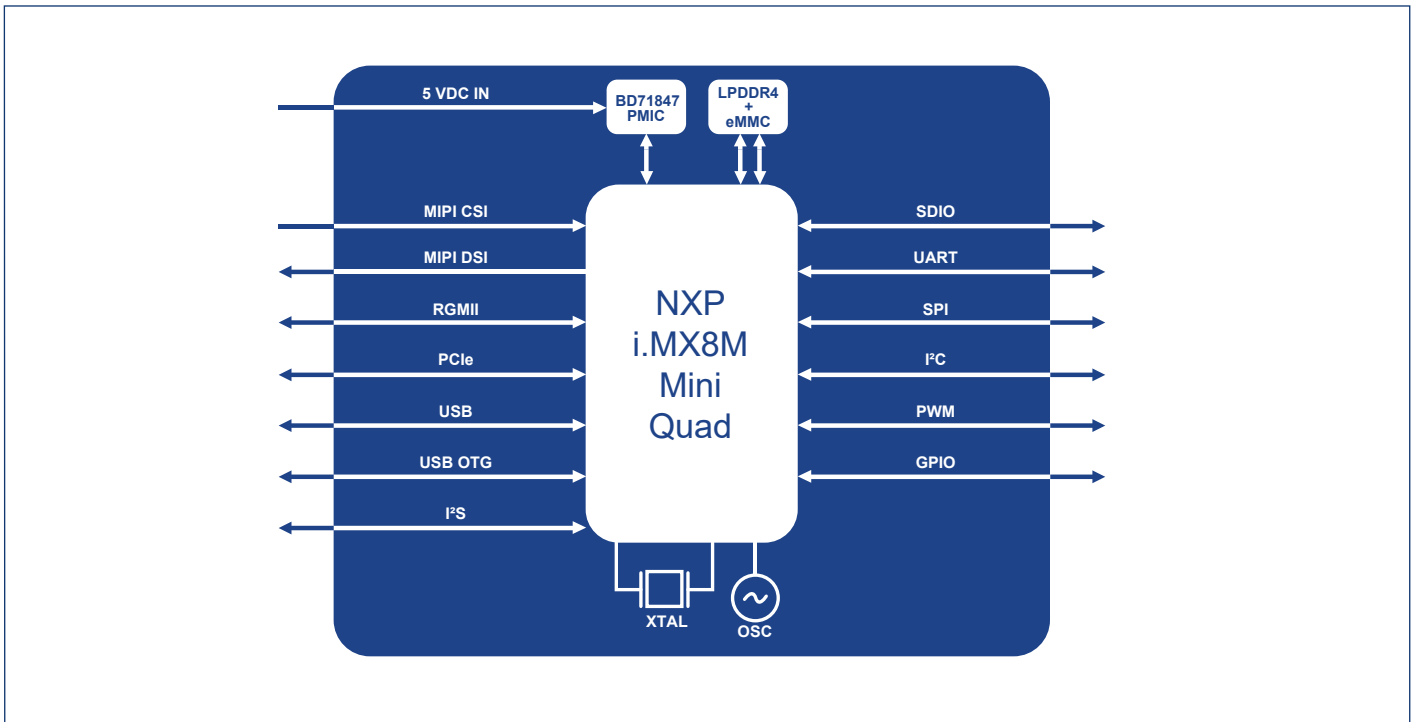 5 VDC IN
BD71847
PMIC
LPDDR4
+
eMMC
MIPI CSI
MIPI DSI
RGMII
PCIe
USB
USB OTG
I²S
NXP
i.MX8M
Mini
Quad
SDIO
UART
SPI
I²C
PWM
GPIO
XTAL
OSC